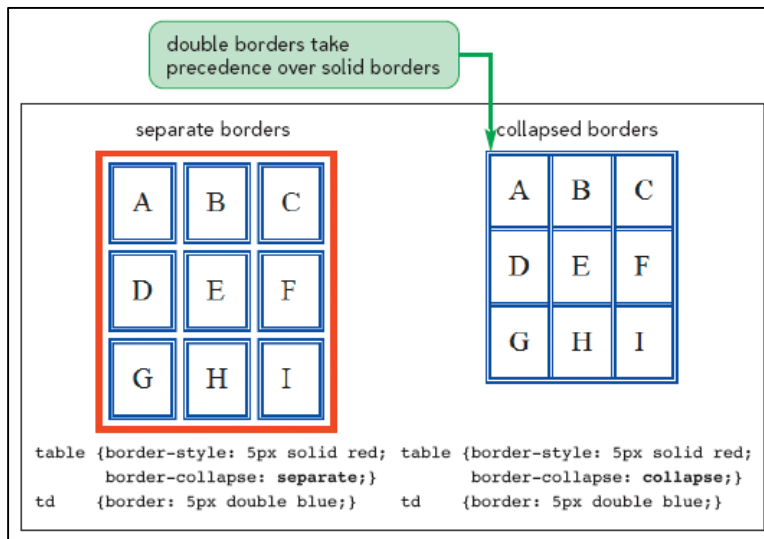 double borders take
precedence over solid borders
separate borders
A B C
D E F
G H I
table {border-style: 5px solid red;
border-collapse: separate;}
td {border: 5px double blue;}
collapsed borders
A B C
D E F
G H I
table {border-style: 5px solid red;
border-collapse: collapse;}
td {border: 5px double blue;}